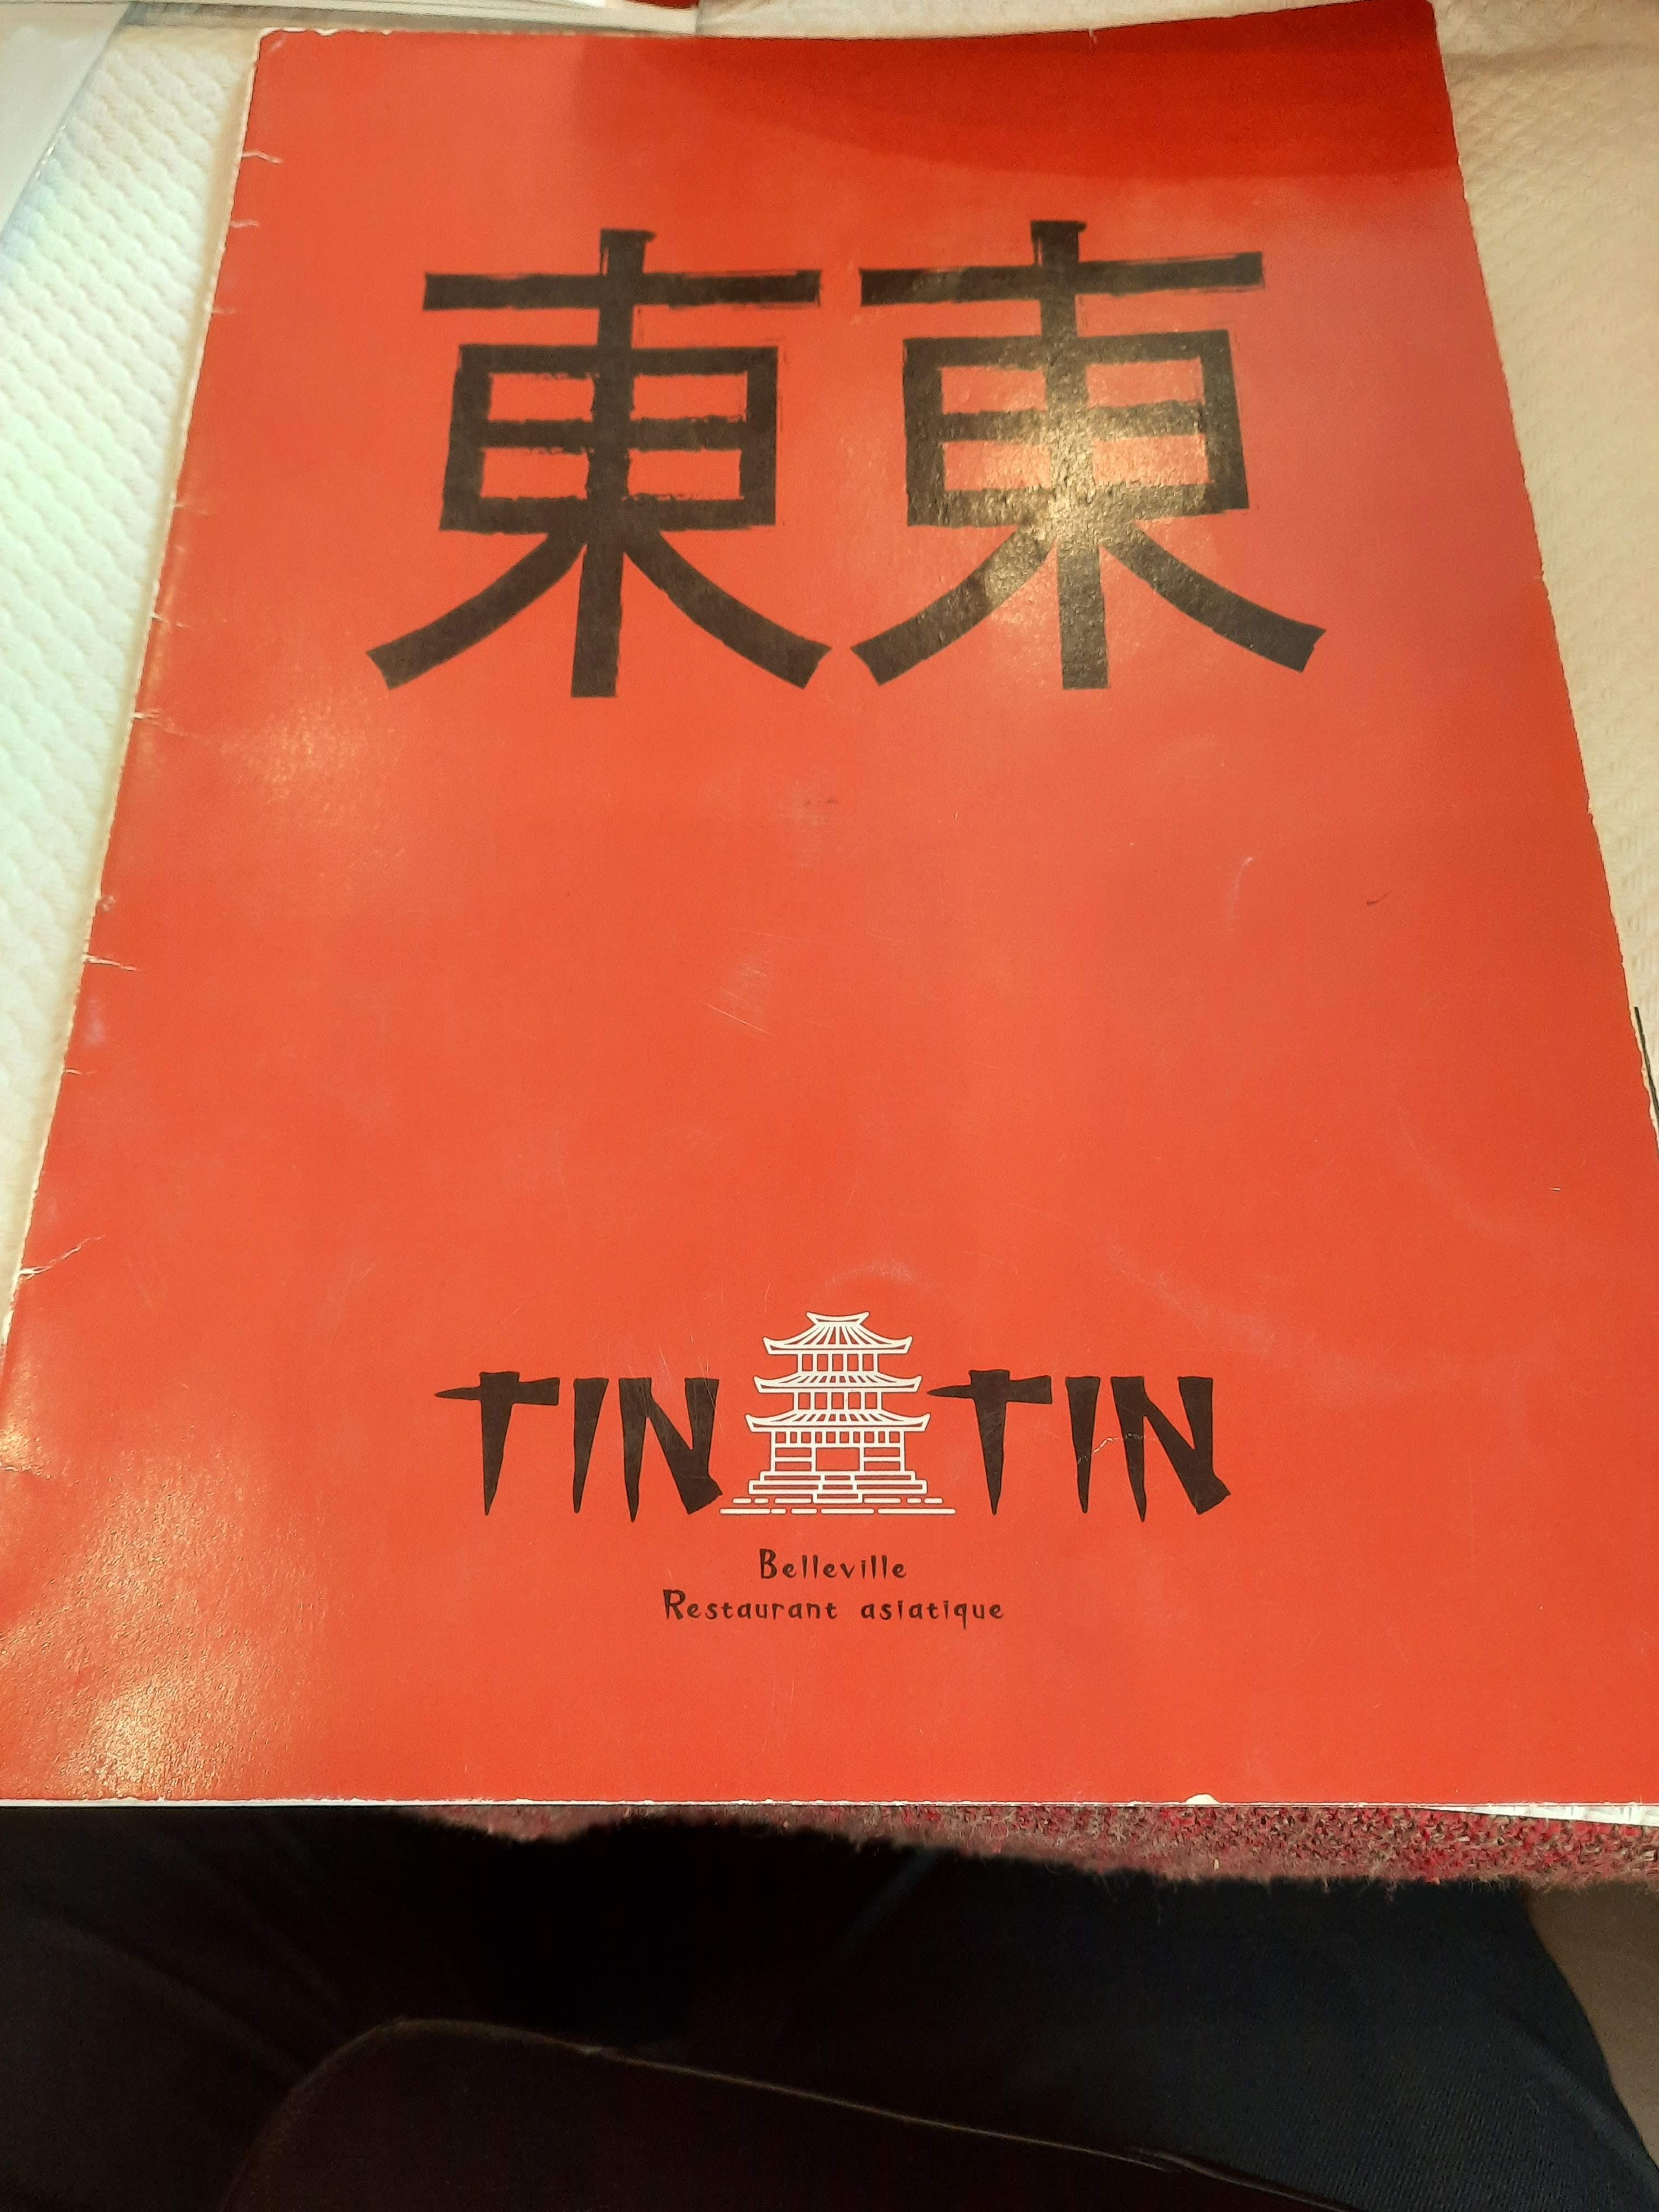 東東
TIN TIN
Belleville
Restaurant asiatique